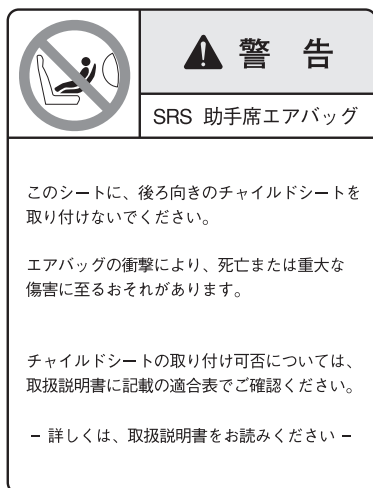 警 告
SRS 助手席エアバッグ
このシートに、後ろ向きのチャイルドシートを
取り付けないでください。
エアバッグの衝撃により、死亡または重大な
傷害に至るおそれがあります。
チャイルドシートの取り付け可否については、
取扱説明書に記載の適合表でご確認ください。
− 詳しくは、取扱説明書をお読みください −